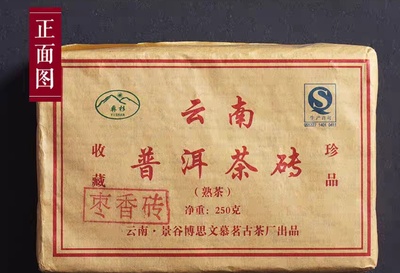 正面图
云南
普洱茶砖
(熟茶)
净重：250克
收藏
珍品
枣香砖
云南·景谷博思文慕茗古茶厂出品